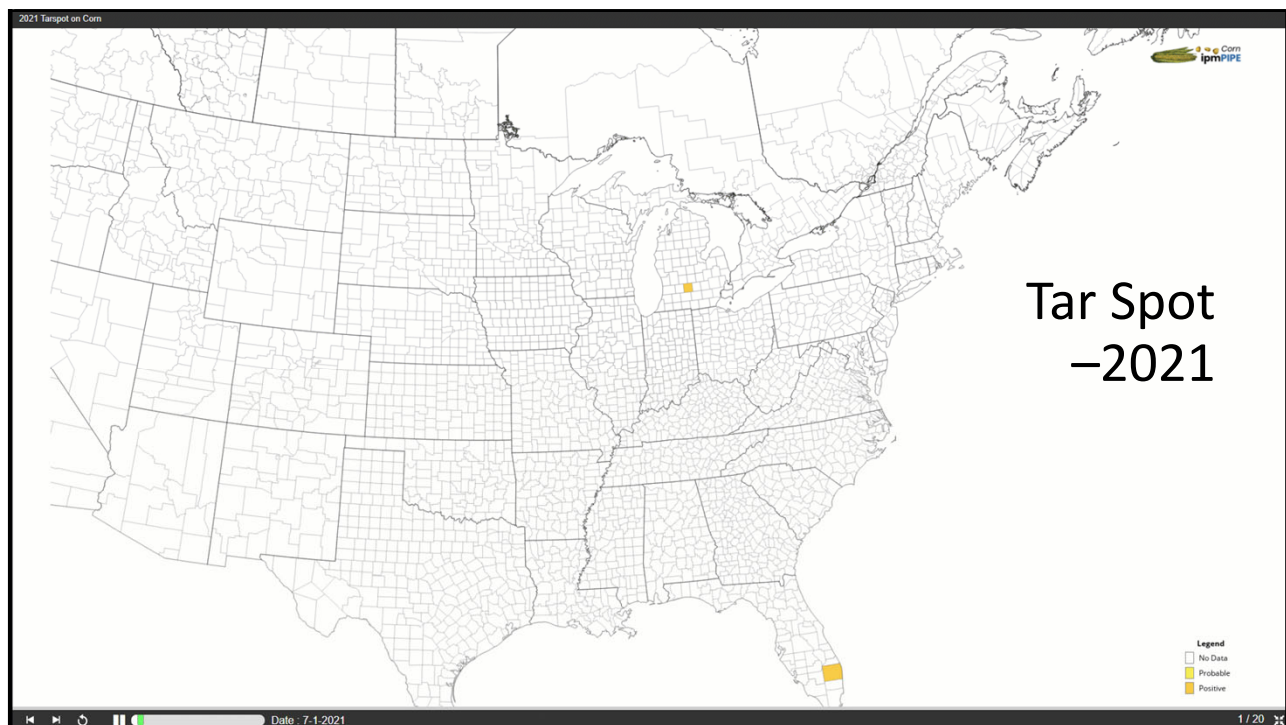 2021 Tarspot on Corn
Corn
ipmPIPE
Tar Spot
–2021
Legend
No Data
Probable
Positive
Date : 7-1-2021
1 / 20